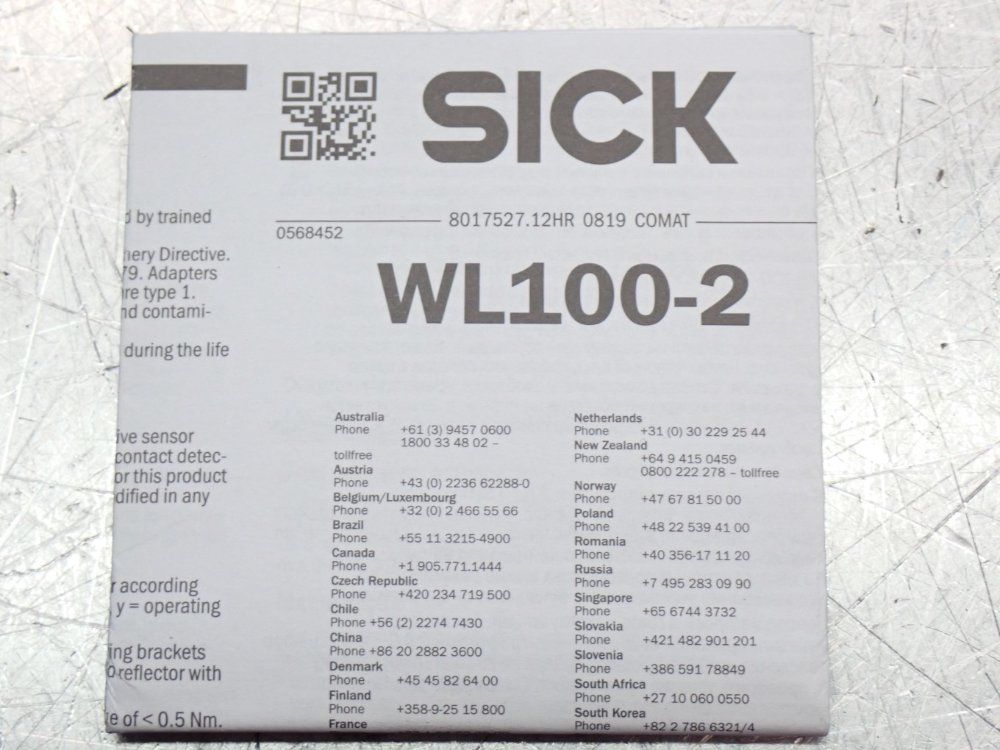 SICK
8017527.12HR 0819 COMAT
0568452
WL100-2
by trained
Directive.
79. Adapters
type 1.
contami-
during the life
sensor
contact detec-
or this product
in any
according
y = operating
brackets
reflector with
of < 0.5 Nm.
Australia
Phone +61 (3) 9457 0600
1800 33 48 02 –
tollfree
Austria
Phone +43 (0) 2236 62288-0
Belgium/Luxembourg
Phone +32 (0) 2 466 55 66
Brazil
Phone +55 11 3215-4900
Canada
Phone +1 905.771.1444
Czech Republic
Phone +420 234 719 500
Chile
Phone +56 (2) 2274 7430
China
Phone +86 20 2882 3600
Denmark
Phone +45 45 82 64 00
Finland
Phone +358-9-25 15 800
France
Netherlands
Phone +31 (0) 30 229 25 44
New Zealand
Phone +64 9 415 0459
0800 222 278 – tollfree
Norway
Phone +47 67 81 50 00
Poland
Phone +48 22 539 41 00
Romania
Phone +40 356-17 11 20
Russia
Phone +7 495 283 09 90
Singapore
Phone +65 6744 3732
Slovakia
Phone +421 482 901 201
Slovenia
Phone +386 591 78849
South Africa
Phone +27 10 060 0550
South Korea
Phone +82 2 786 6321/4